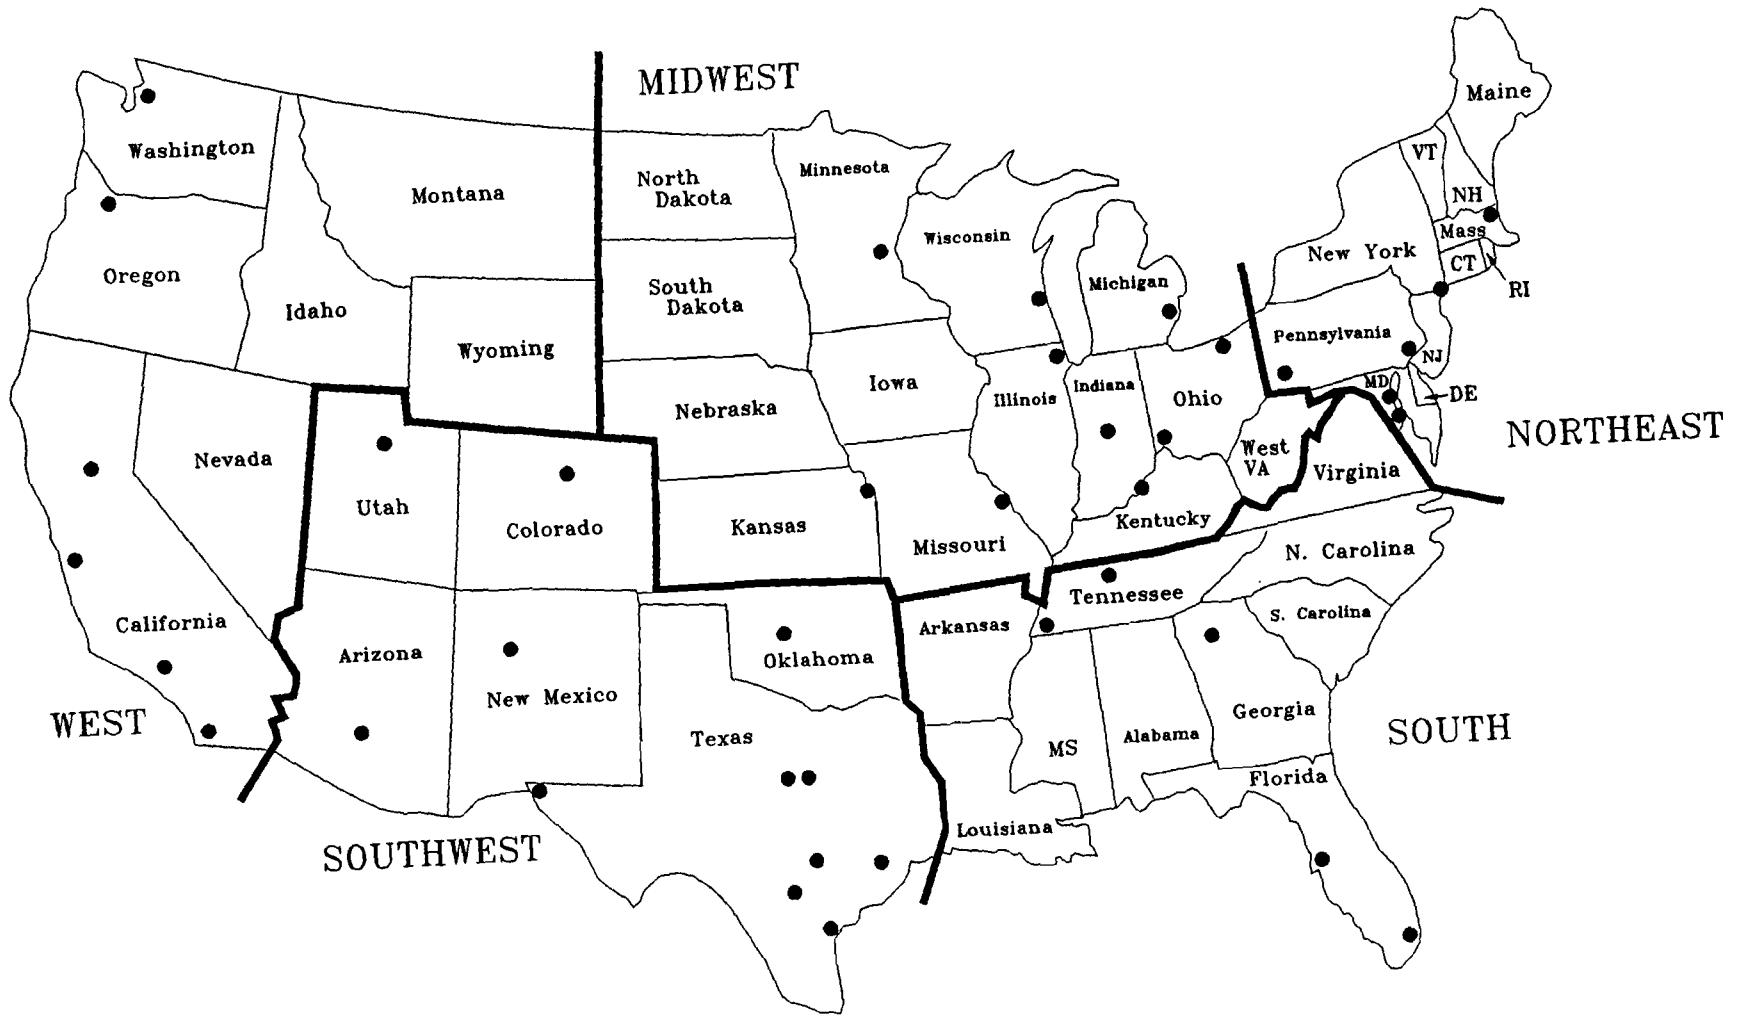 MIDWEST
Maine
Washington
VT
Minnesota
North
Dakota
Montana
NH
Mass
Wisconsin
New York
CT
Oregon
Michigan
RI
South
Dakota
Idaho
Pennsylvania
Wyoming
NJ
Iowa
MD
DE
Indiana
Illinois
Ohio
Nebraska
NORTHEAST
West
VA
Nevada
Virginia
Utah
Kentucky
Kansas
Colorado
Missouri
N. Carolina
Tennessee
S. Carolina
California
Arkansas
Arizona
Oklahoma
New Mexico
Georgia
WEST
SOUTH
Texas
Alabama
MS
Florida
Louisiana
SOUTHWEST